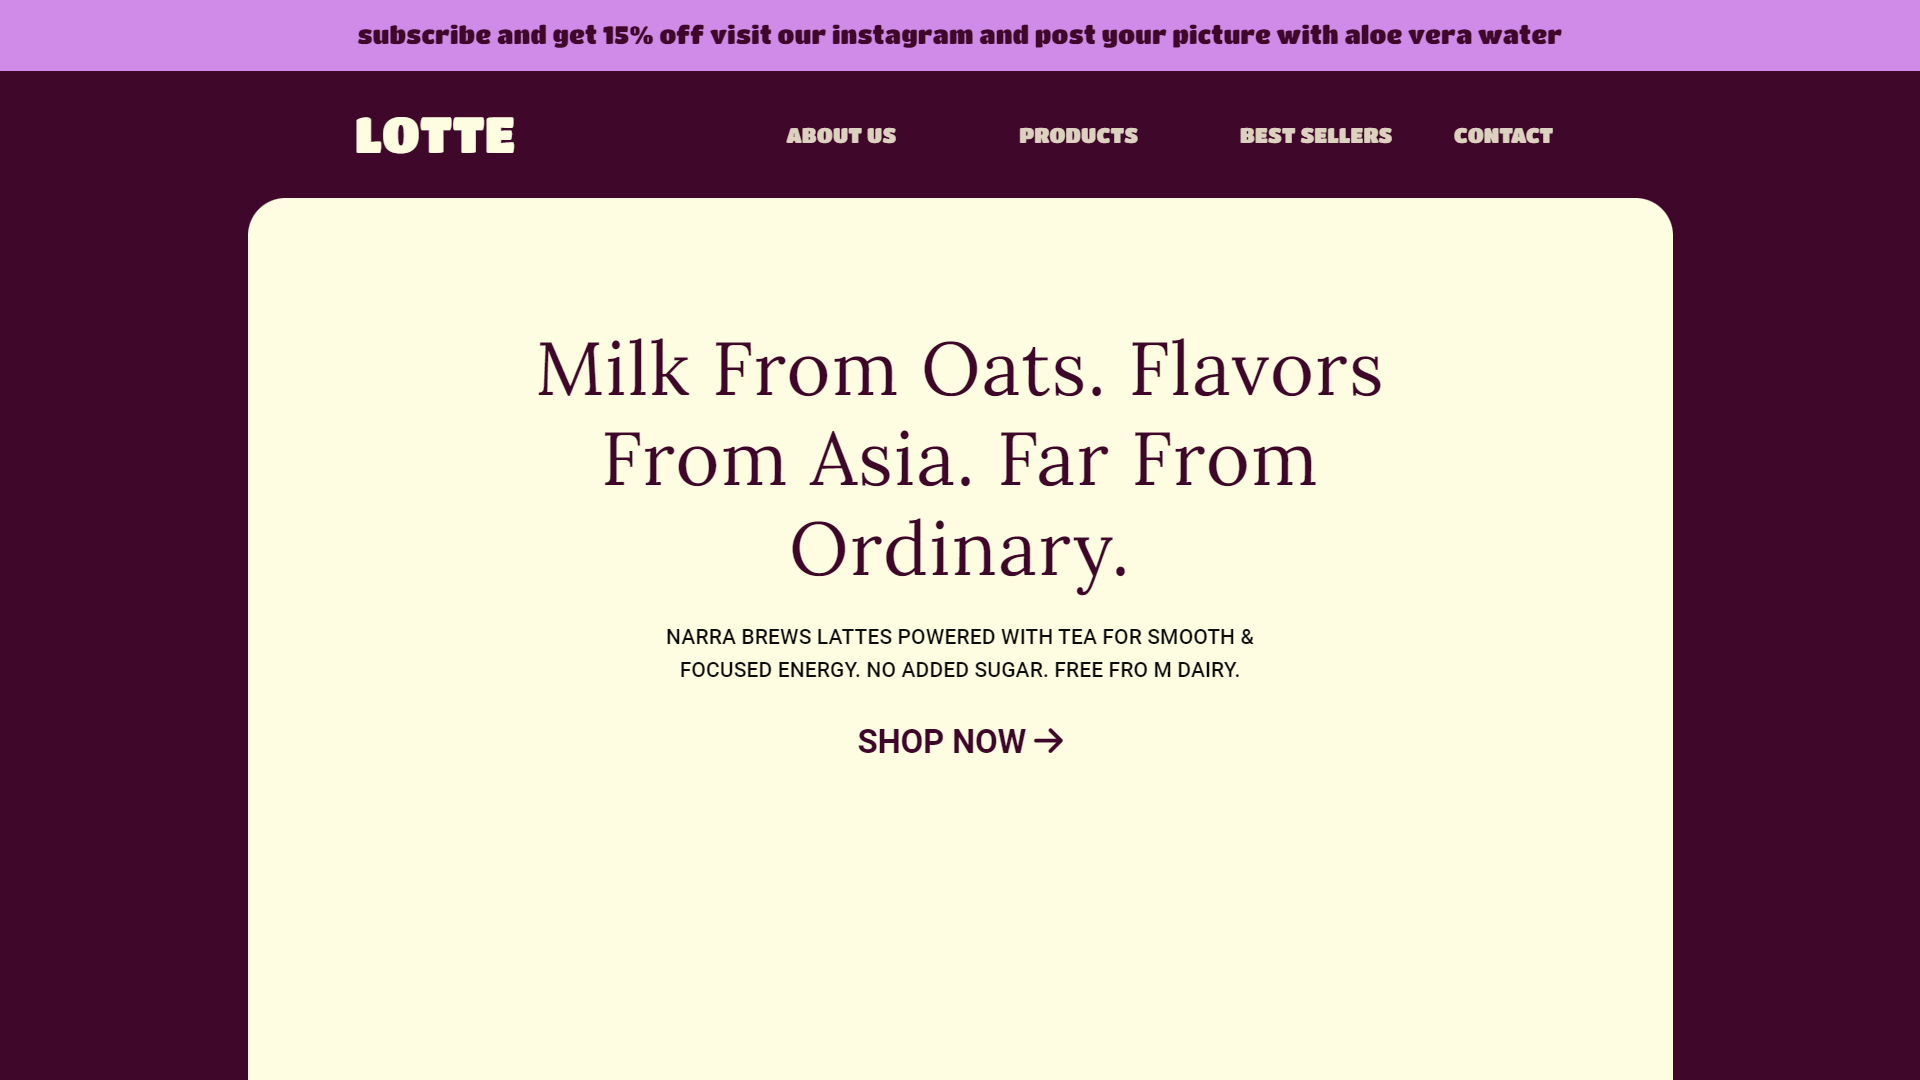 subscribe and get 15% off visit our instagram and post your picture with aloe vera water
LOTTE
ABOUT US
PRODUCTS
BEST SELLERS
CONTACT
Milk From Oats. Flavors
From Asia. Far From
Ordinary.
NARRA BREWS LATTES POWERED WITH TEA FOR SMOOTH &
FOCUSED ENERGY. NO ADDED SUGAR. FREE FRO M DAIRY.
SHOP NOW →